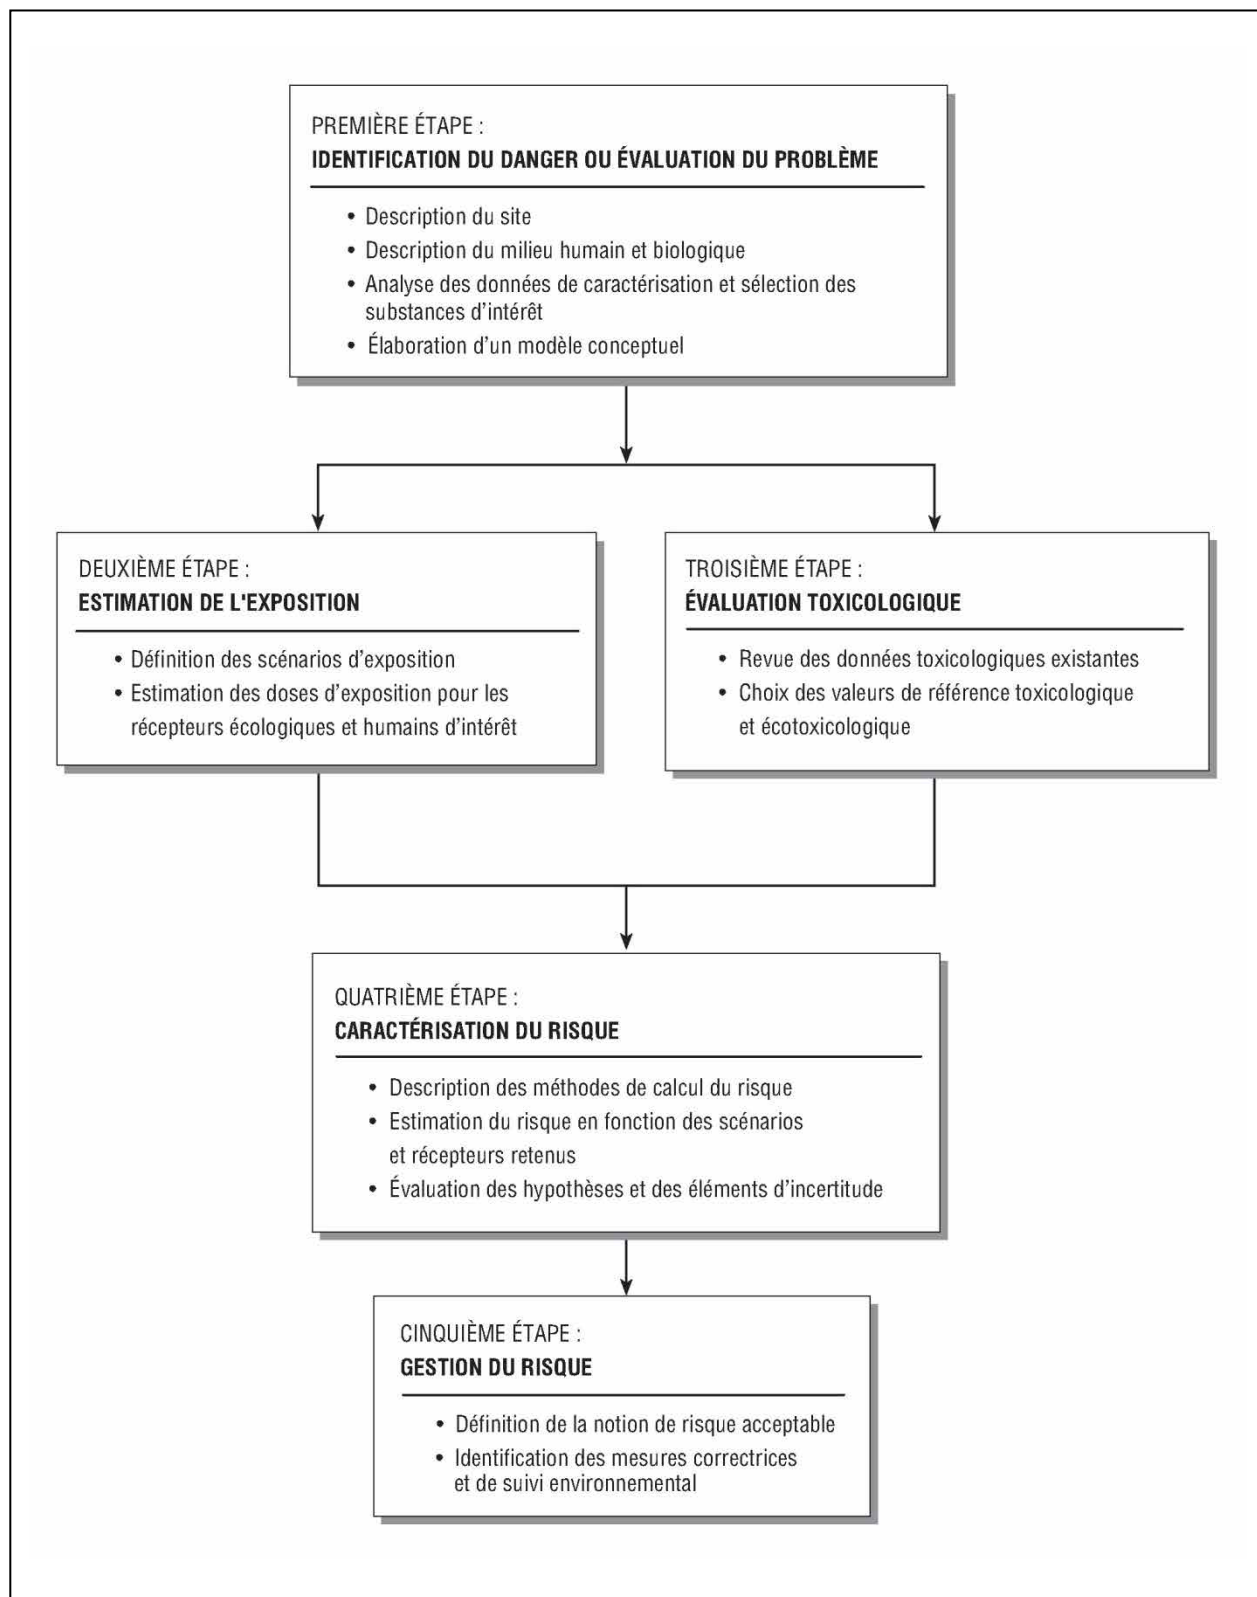 PREMIÈRE ÉTAPE :
IDENTIFICATION DU DANGER OU ÉVALUATION DU PROBLÈME
• Description du site
• Description du milieu humain et biologique
• Analyse des données de caractérisation et sélection des
substances d'intérêt
• Élaboration d'un modèle conceptuel
DEUXIÈME ÉTAPE :
ESTIMATION DE L'EXPOSITION
• Définition des scénarios d'exposition
• Estimation des doses d'exposition pour les
récepteurs écologiques et humains d'intérêt
TROISIÈME ÉTAPE :
ÉVALUATION TOXICOLOGIQUE
• Revue des données toxicologiques existantes
• Choix des valeurs de référence toxicologique
et écotoxicologique
QUATRIÈME ÉTAPE :
CARACTÉRISATION DU RISQUE
• Description des méthodes de calcul du risque
• Estimation du risque en fonction des scénarios
et récepteurs retenus
• Évaluation des hypothèses et des éléments d'incertitude
CINQUIÈME ÉTAPE :
GESTION DU RISQUE
• Définition de la notion de risque acceptable
• Identification des mesures correctrices
et de suivi environnemental